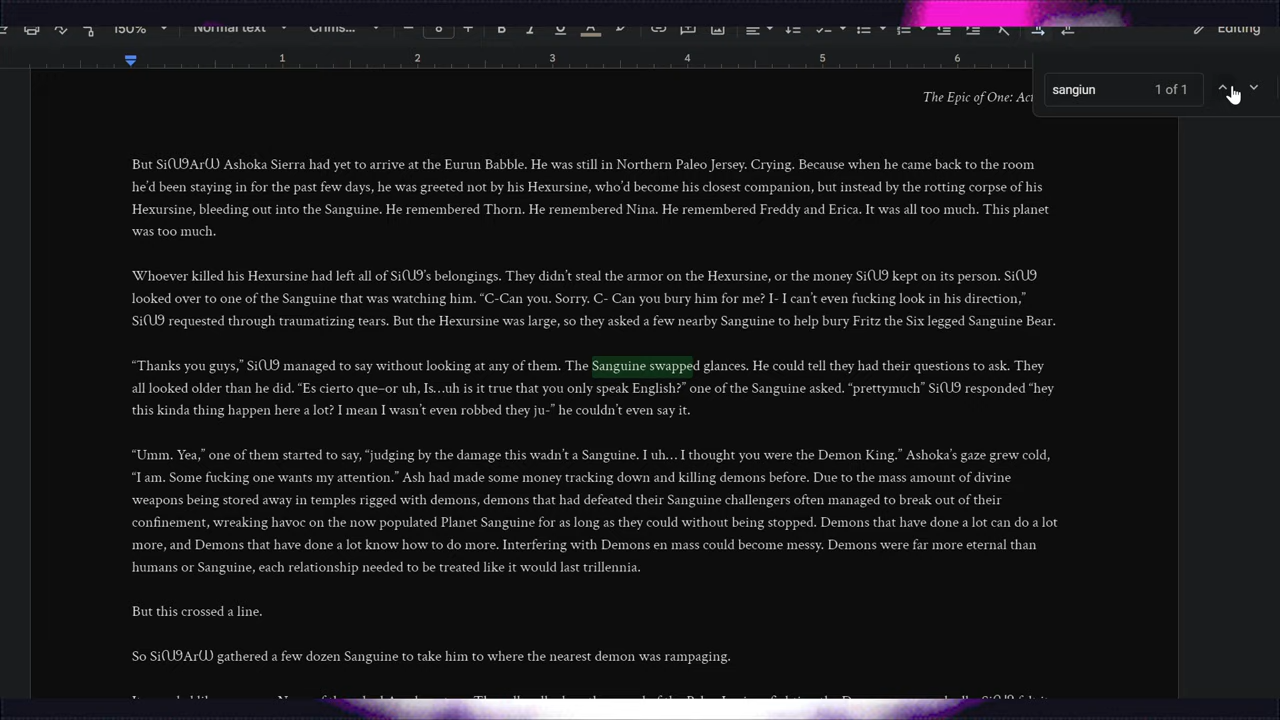 150%
Normal text
Crims...
8
B I U A
Editing
1 2 3 4 5 6
sangiun 1 of 1
The Epic of One: Act
But SiᘐᘓArᗯ Ashoka Sierra had yet to arrive at the Eurun Babble. He was still in Northern Paleo Jersey. Crying. Because when he came back to the room
he’d been staying in for the past few days, he was greeted not by his Hexursine, who’d become his closest companion, but instead by the rotting corpse of his
Hexursine, bleeding out into the Sanguine. He remembered Thorn. He remembered Nina. He remembered Freddy and Erica. It was all too much. This planet
was too much.
Whoever killed his Hexursine had left all of Si’s belongings. They didn’t steal the armor on the Hexursine, or the money Si kept on its person. Si
looked over to one of the Sanguine that was watching him. “C-Can you. Sorry. C- Can you bury him for me? I- I can’t even fucking look in his direction,”
Si requested through traumatizing tears. But the Hexursine was large, so they asked a few nearby Sanguine to help bury Fritz the Six legged Sanguine Bear.
“Thanks you guys,” Si managed to say without looking at any of them. The Sanguine swapped glances. He could tell they had their questions to ask. They
all looked older than he did. “Es cierto que–or uh, Is…uh is it true that you only speak English?” one of the Sanguine asked. “prettymuch” Si responded “hey
this kinda thing happen here a lot? I mean I wasn’t even robbed they ju-” he couldn’t even say it.
“Umm. Yea,” one of them started to say, “judging by the damage this wadn’t a Sanguine. I uh… I thought you were the Demon King.” Ashoka’s gaze grew cold,
“I am. Some fucking one wants my attention.” Ash had made some money tracking down and killing demons before. Due to the mass amount of divine
weapons being stored away in temples rigged with demons, demons that had defeated their Sanguine challengers often managed to break out of their
confinement, wreaking havoc on the now populated Planet Sanguine for as long as they could without being stopped. Demons that have done a lot can do a lot
more, and Demons that have done a lot know how to do more. Interfering with Demons en mass could become messy. Demons were far more eternal than
humans or Sanguine, each relationship needed to be treated like it would last trillennia.
But this crossed a line.
So SiAr gathered a few dozen Sanguine to take him to where the nearest demon was rampaging.